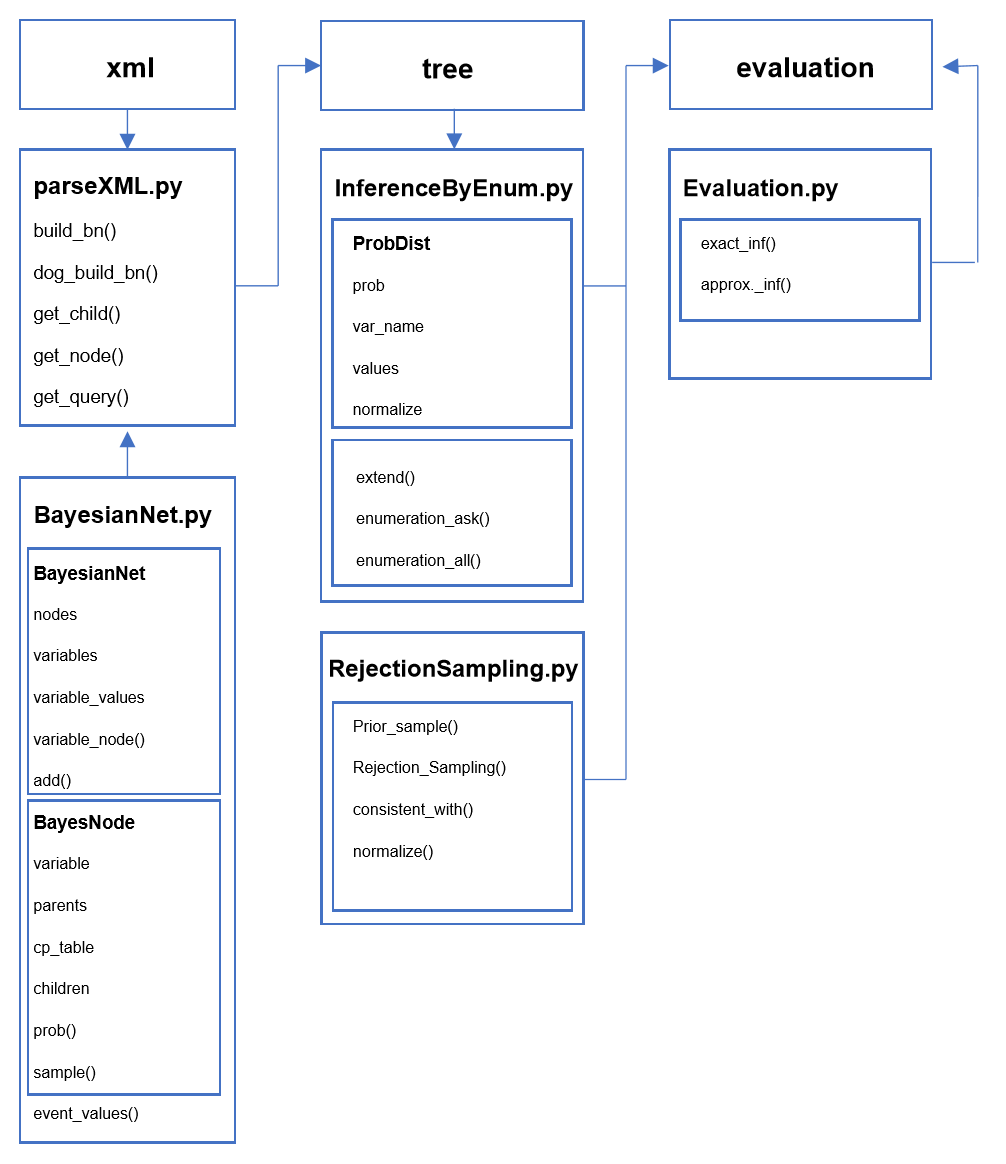 xml
parseXML.py
build_bn()
dog_build_bn()
get_child()
get_node()
get_query()
BayesianNet.py
BayesianNet
nodes
variables
variable_values
variable_node()
add()
BayesNode
variable
parents
cp_table
children
prob()
sample()
event_values()
tree
InferenceByEnum.py
ProbDist
prob
var_name
values
normalize
extend()
enumeration_ask()
enumeration_all()
RejectionSampling.py
Prior_sample()
Rejection_Sampling()
consistent_with()
normalize()
evaluation
Evaluation.py
exact_inf()
approx._inf()